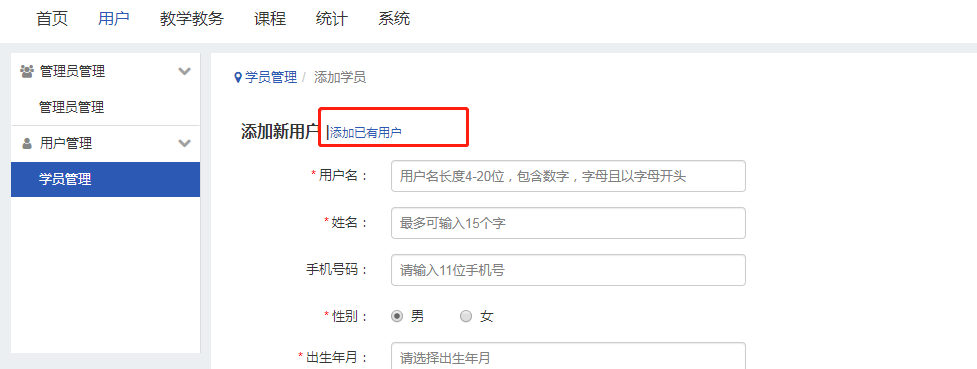 首页 用户 教学教务 课程 统计 系统
管理员管理
管理员管理
用户管理
学员管理
学员管理 / 添加学员
添加新用户 |添加已有用户
* 用户名： 用户名长度4-20位，包含数字，字母且以字母开头
* 姓名： 最多可输入15个字
手机号码： 请输入11位手机号
* 性别： 男 女
* 出生年月： 请选择出生年月